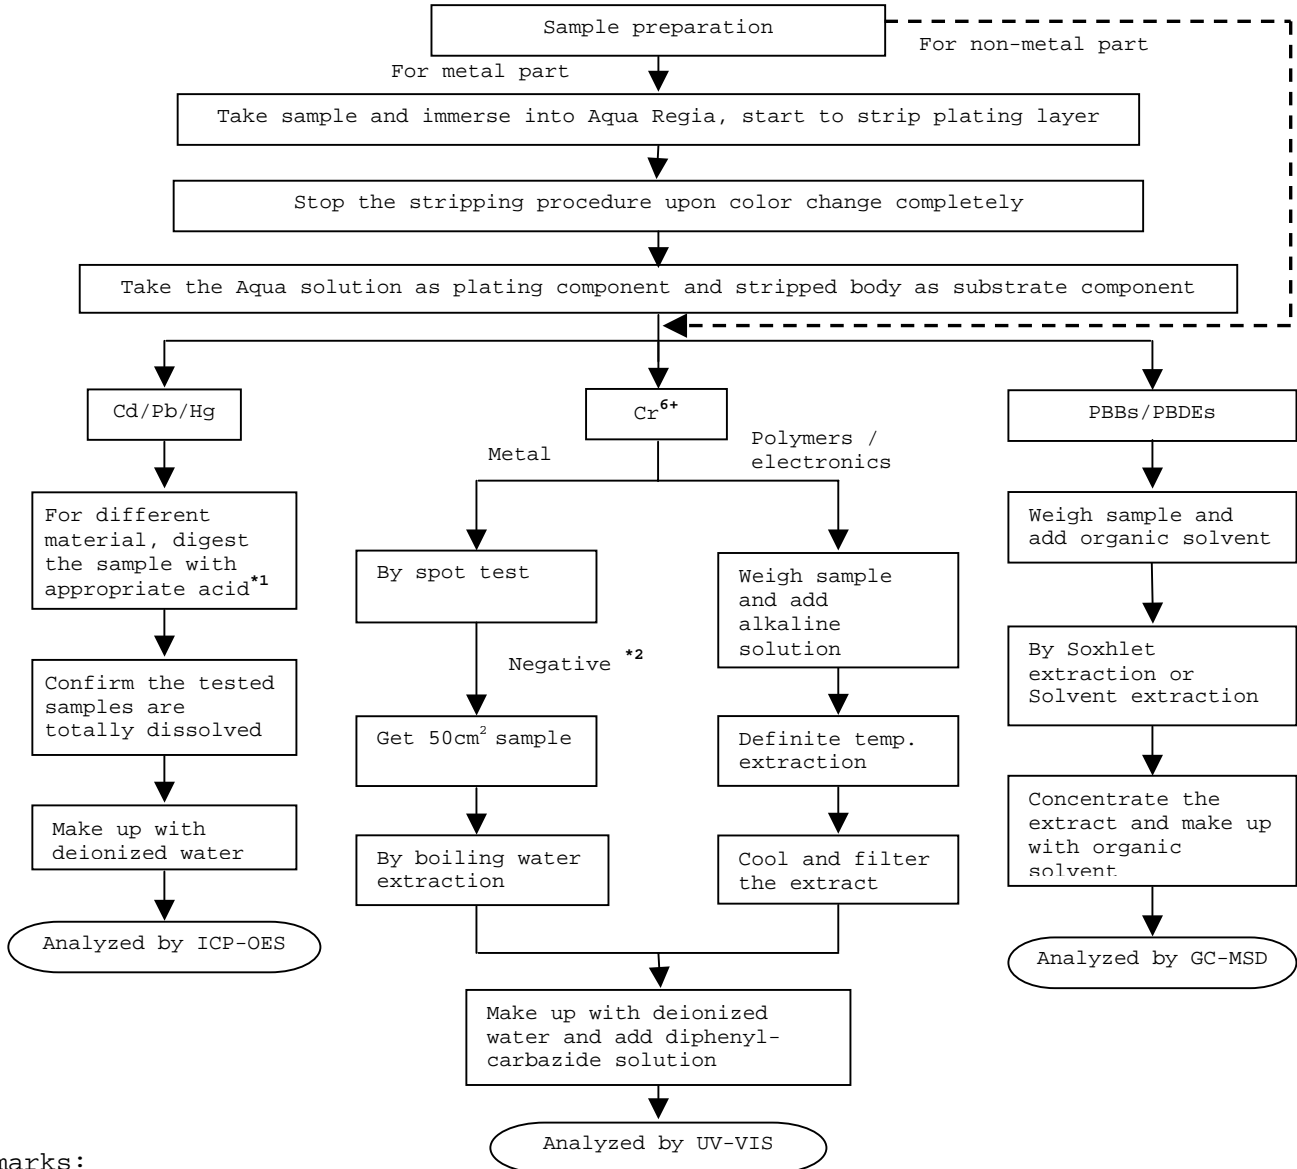 Sample preparation
For non-metal part
For metal part
Take sample and immerse into Aqua Regia, start to strip plating layer
Stop the stripping procedure upon color change completely
Take the Aqua solution as plating component and stripped body as substrate component
Cd/Pb/Hg
Cr6+
PBBs/PBDEs
Metal
Polymers /
electronics
For different
material, digest
the sample with
appropriate acid*1
Confirm the tested
samples are
totally dissolved
Make up with
deionized water
Analyzed by ICP-OES
By spot test
Negative *2
Get 50cm2 sample
By boiling water
extraction
Weigh sample
and add
alkaline
solution
Definite temp.
extraction
Cool and filter
the extract
Make up with deionized
water and add diphenyl-
carbazide solution
Analyzed by UV-VIS
Weigh sample and
add organic solvent
By Soxhlet
extraction or
Solvent extraction
Concentrate the
extract and make up
with organic
solvent
Analyzed by GC-MSD
marks: